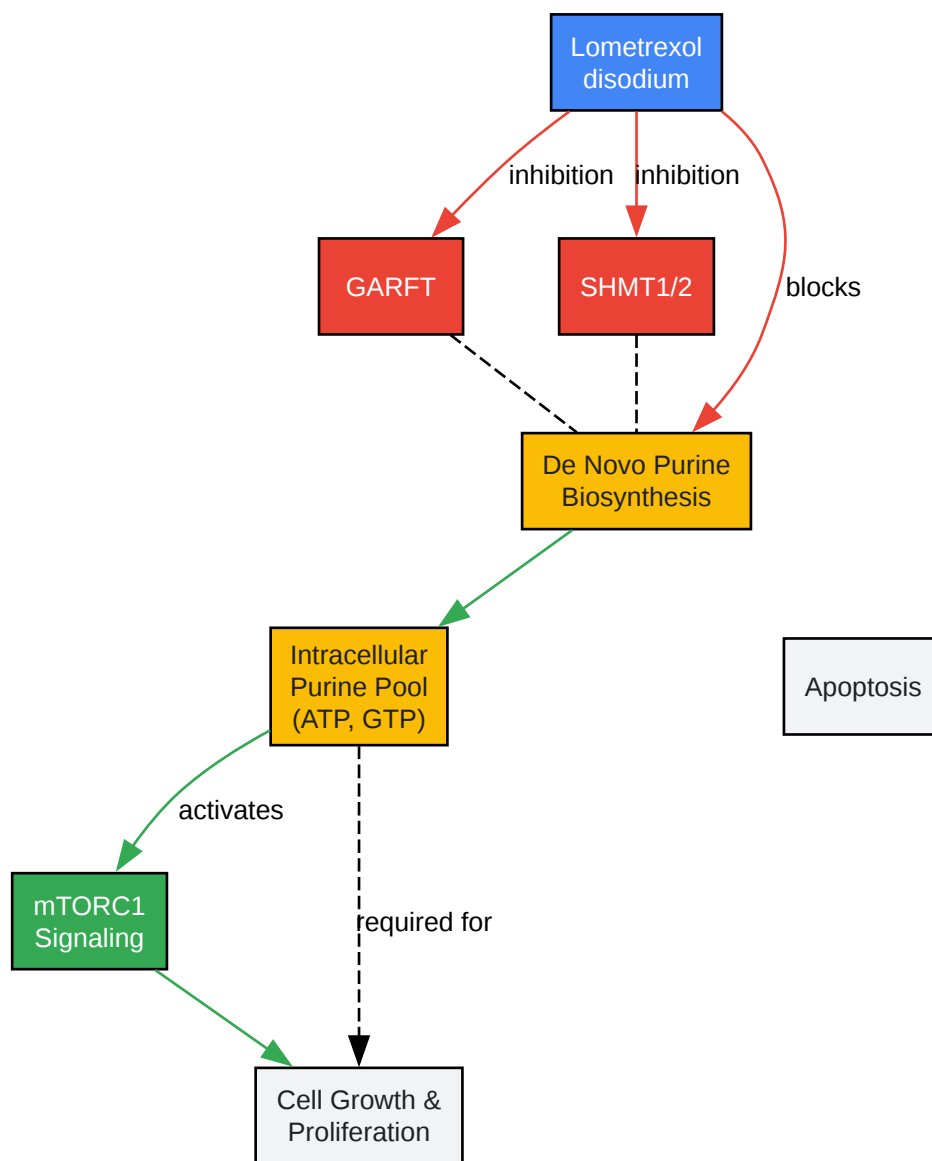 Lometrexol
disodium
inhibition
inhibition
GARFT
SHMT1/2
blocks
De Novo Purine
Biosynthesis
Intracellular
Purine Pool
(ATP, GTP)
Apoptosis
activates
mTORC1
Signaling
required for
Cell Growth &
Proliferation